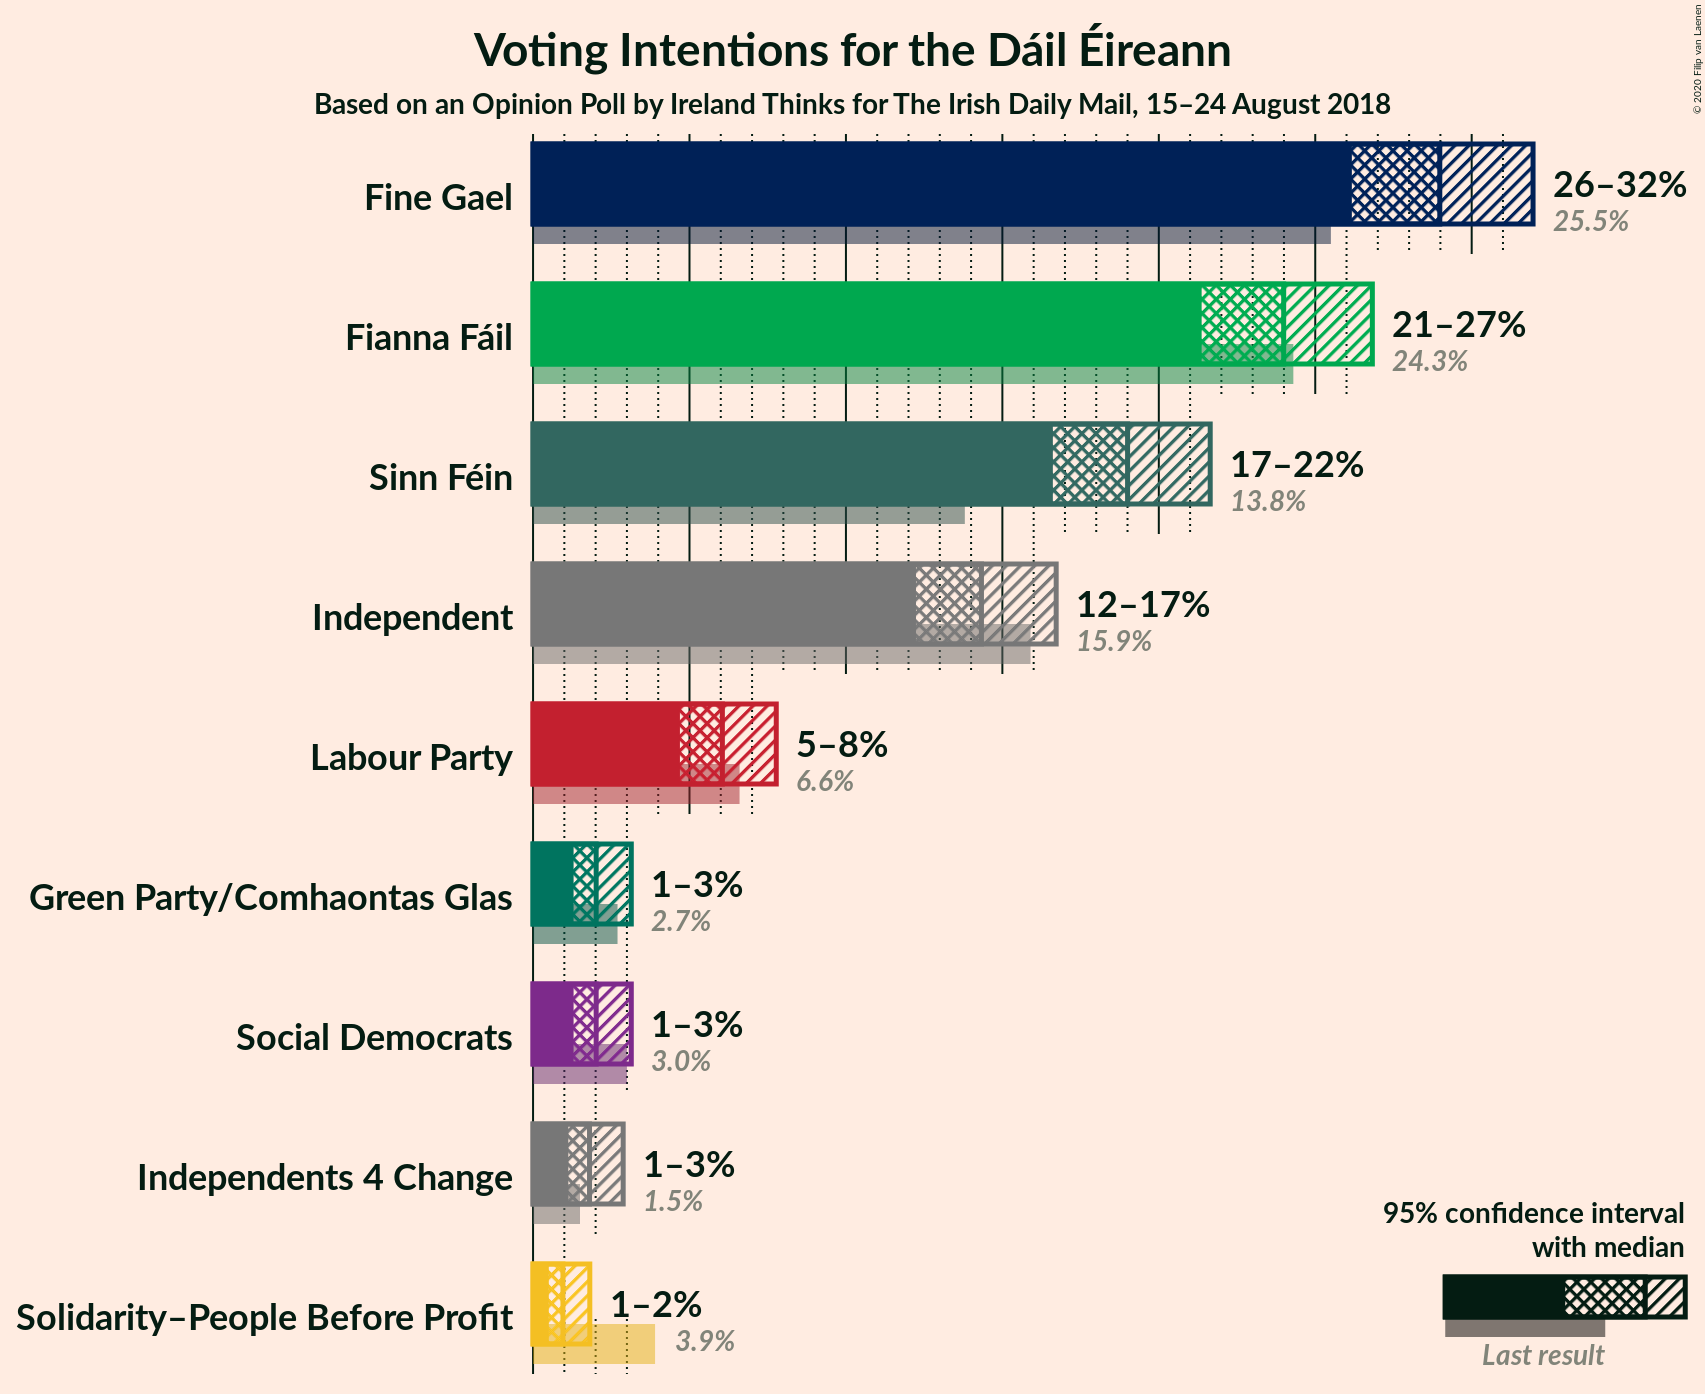 Voting Intentions for the Dáil Éireann
Based on an Opinion Poll by Ireland Thinks for The Irish Daily Mail, 15–24 August 2018
© 2020 Filip van Laenen
Fine Gael
26–32%
25.5%
Fianna Fáil
21–27%
24.3%
Sinn Féin
17–22%
13.8%
Independent
12–17%
15.9%
Labour Party
5–8%
6.6%
Green Party/Comhaontas Glas
1–3%
2.7%
Social Democrats
1–3%
3.0%
Independents 4 Change
1–3%
1.5%
Solidarity–People Before Profit
1–2%
3.9%
95% confidence interval
with median
Last result